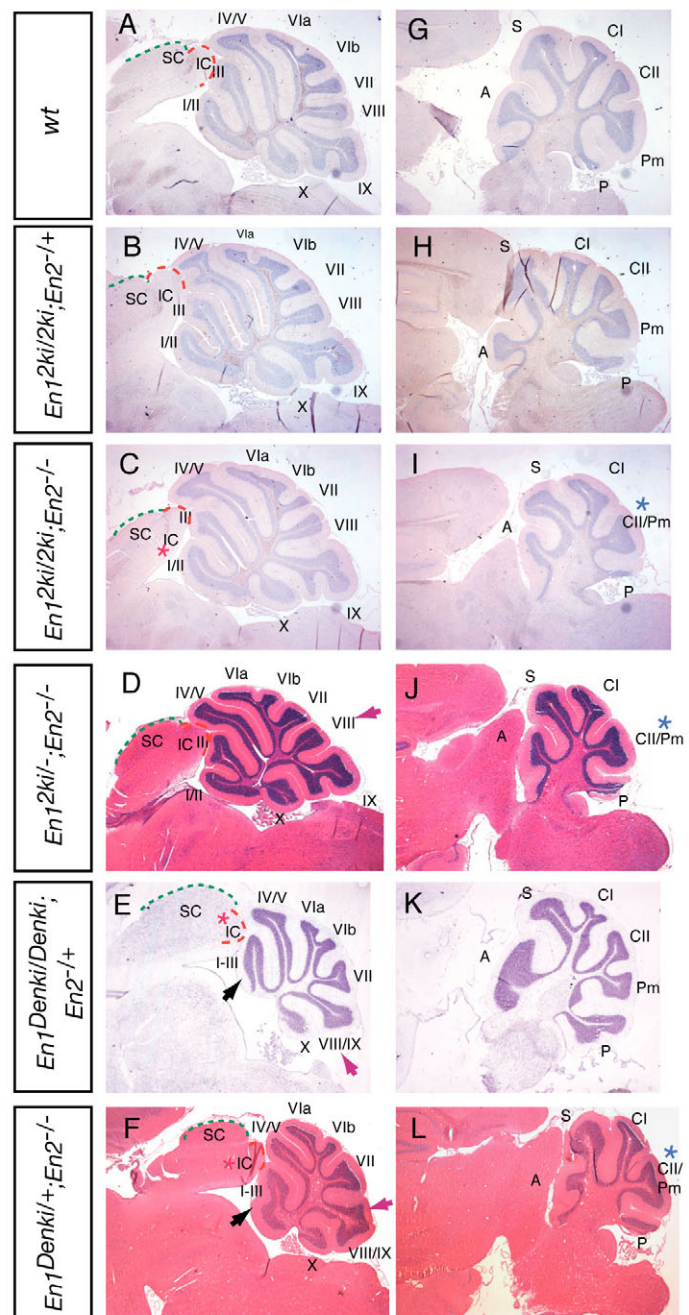 wt
A
IV/V
VIa
VIb
VII
VIII
IX
X
I/II
III
IC
SC
G
S
CI
CII
Pm
P
A
En1 2ki/2ki;En2 -/+
B
IV/V
VIa
VIb
VII
VIII
IX
X
I/II
III
IC
SC
H
S
CI
CII
Pm
P
A
En1 2ki/2ki;En2 -/-
C
IV/V
VIa
VIb
VII
VIII
IX
X
I/II
III
IC
SC
*
I
S
CI
*
CII/Pm
P
A
En1 2ki/-;En2 -/-
D
IV/V
VIa
VIb
VII
VIII
IX
X
I/II
III
IC
SC
J
S
CI
*
CII/Pm
P
A
En1 Denki/Denki;
En2 -/+
E
IV/V
VIa
VIb
VII
VIII/IX
X
I-III
IC
*
SC
K
S
CI
CII
Pm
P
A
En1 Denki/+;En2 -/-
F
IV/V
VIa
VIb
VII
VIII/IX
X
I-III
IC
*
SC
L
S
CI
*
CII/
Pm
P
A